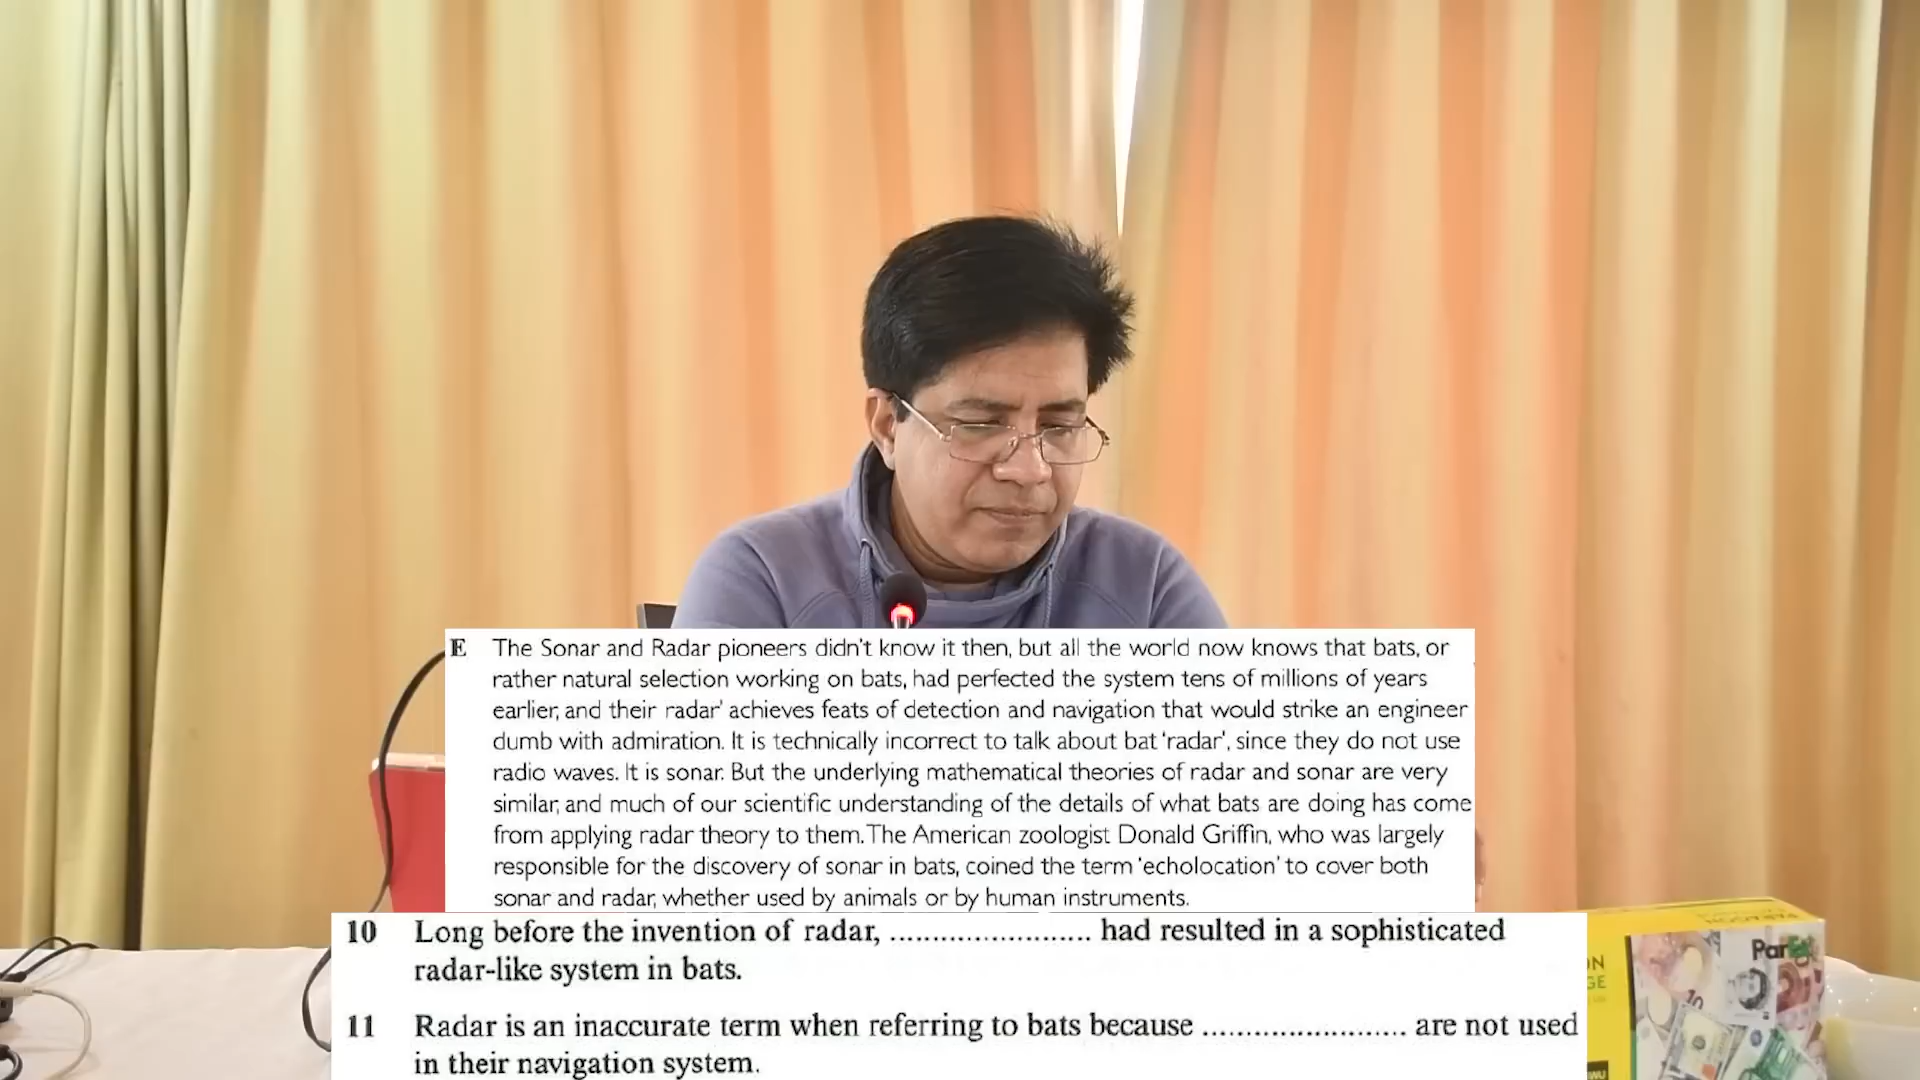 E The Sonar and Radar pioneers didn't know it then, but all the world now knows that bats, or
rather natural selection working on bats, had perfected the system tens of millions of years
earlier, and their radar' achieves feats of detection and navigation that would strike an engineer
dumb with admiration. It is technically incorrect to talk about bat 'radar', since they do not use
radio waves. It is sonar. But the underlying mathematical theories of radar and sonar are very
similar, and much of our scientific understanding of the details of what bats are doing has come
from applying radar theory to them. The American zoologist Donald Griffin, who was largely
responsible for the discovery of sonar in bats, coined the term 'echolocation' to cover both
sonar and radar, whether used by animals or by human instruments.
10 Long before the invention of radar, ........................ had resulted in a sophisticated
radar-like system in bats.
11 Radar is an inaccurate term when referring to bats because ........................ are not used
in their navigation system.